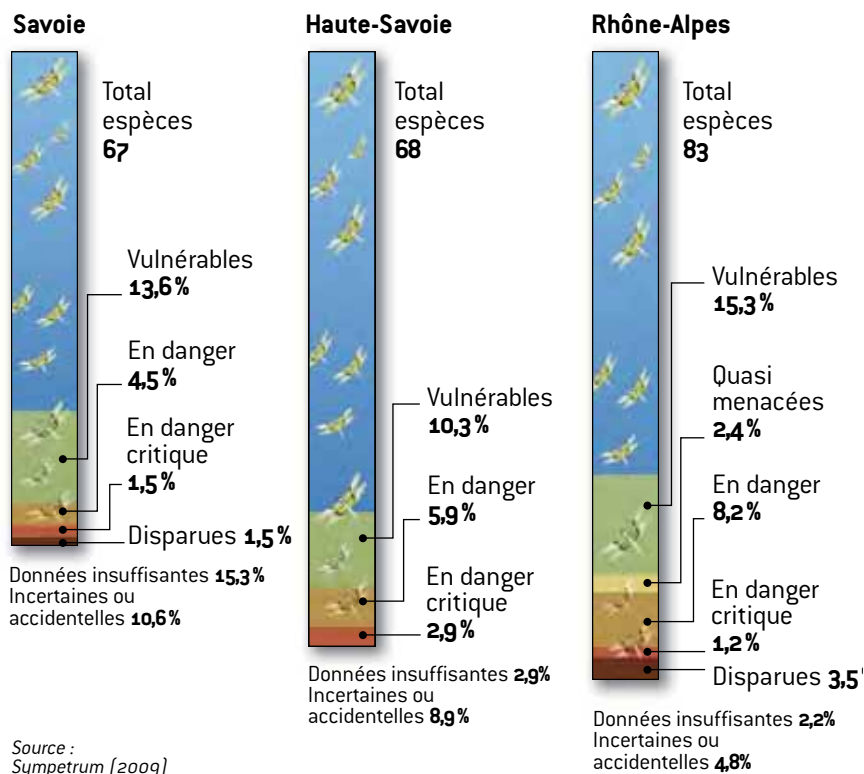 Savoie
Total
espèces
67
Vulnérables
13,6%
En danger
4,5%
En danger
critique
1,5%
Disparues 1,5%
Données insuffisantes 15,3%
Incertaines ou
accidentelles 10,6%
Haute-Savoie
Total
espèces
68
Vulnérables
10,3%
En danger
5,9%
En danger
critique
2,9%
Données insuffisantes 2,9%
Incertaines ou
accidentelles 8,9%
Rhône-Alpes
Total
espèces
83
Vulnérables
15,3%
Quasi
menacées
2,4%
En danger
8,2%
En danger
critique
1,2%
Disparues 3,5%
Données insuffisantes 2,2%
Incertaines ou
accidentelles 4,8%
Source :
Sympetrum (2009)